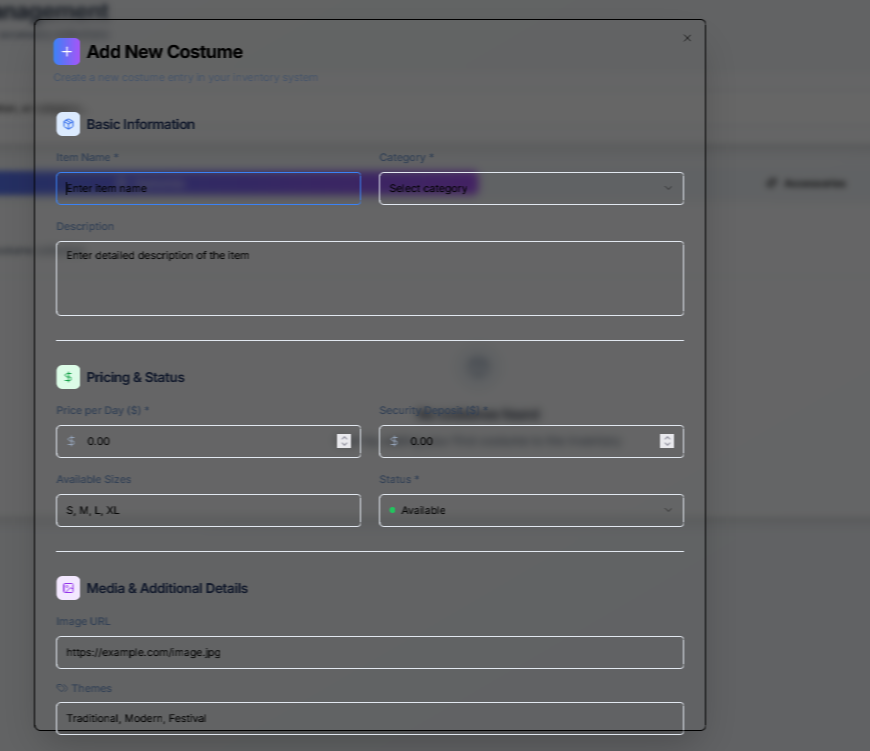 anagement
Add New Costume
Create a new costume entry in your inventory system
Basic Information
Item Name *
Category *
Enter item name
Select category
Accessories
Description
Enter detailed description of the item
Pricing & Status
Price per Day ($) *
Security Deposit ($) *
$ 0.00
$ 0.00
Available Sizes
Status *
S, M, L, XL
Available
Media & Additional Details
Image URL
https://example.com/image.jpg
Themes
Traditional, Modern, Festival